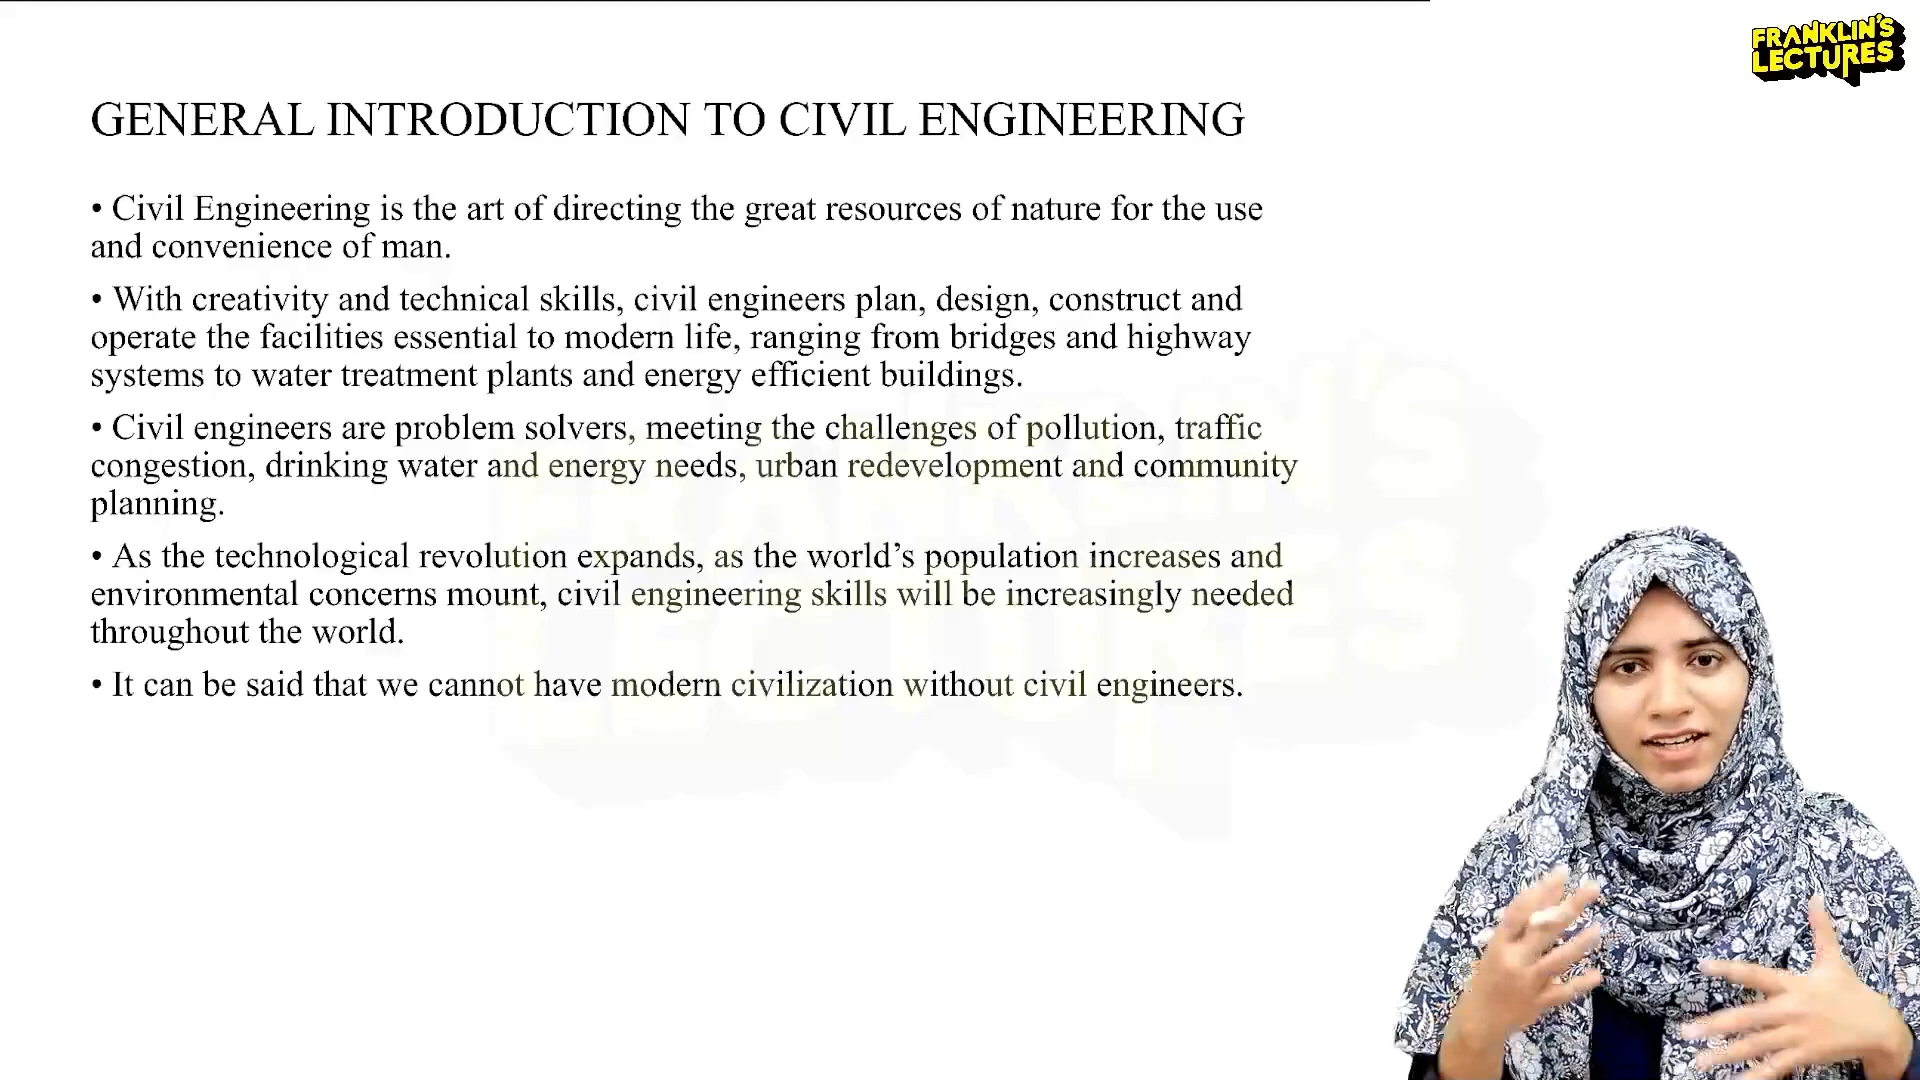 FRANKLIN'S
LECTURES
GENERAL INTRODUCTION TO CIVIL ENGINEERING
• Civil Engineering is the art of directing the great resources of nature for the use
and convenience of man.
• With creativity and technical skills, civil engineers plan, design, construct and
operate the facilities essential to modern life, ranging from bridges and highway
systems to water treatment plants and energy efficient buildings.
• Civil engineers are problem solvers, meeting the challenges of pollution, traffic
congestion, drinking water and energy needs, urban redevelopment and community
planning.
• As the technological revolution expands, as the world’s population increases and
environmental concerns mount, civil engineering skills will be increasingly needed
throughout the world.
• It can be said that we cannot have modern civilization without civil engineers.
FRANKLIN'S
LECTURES